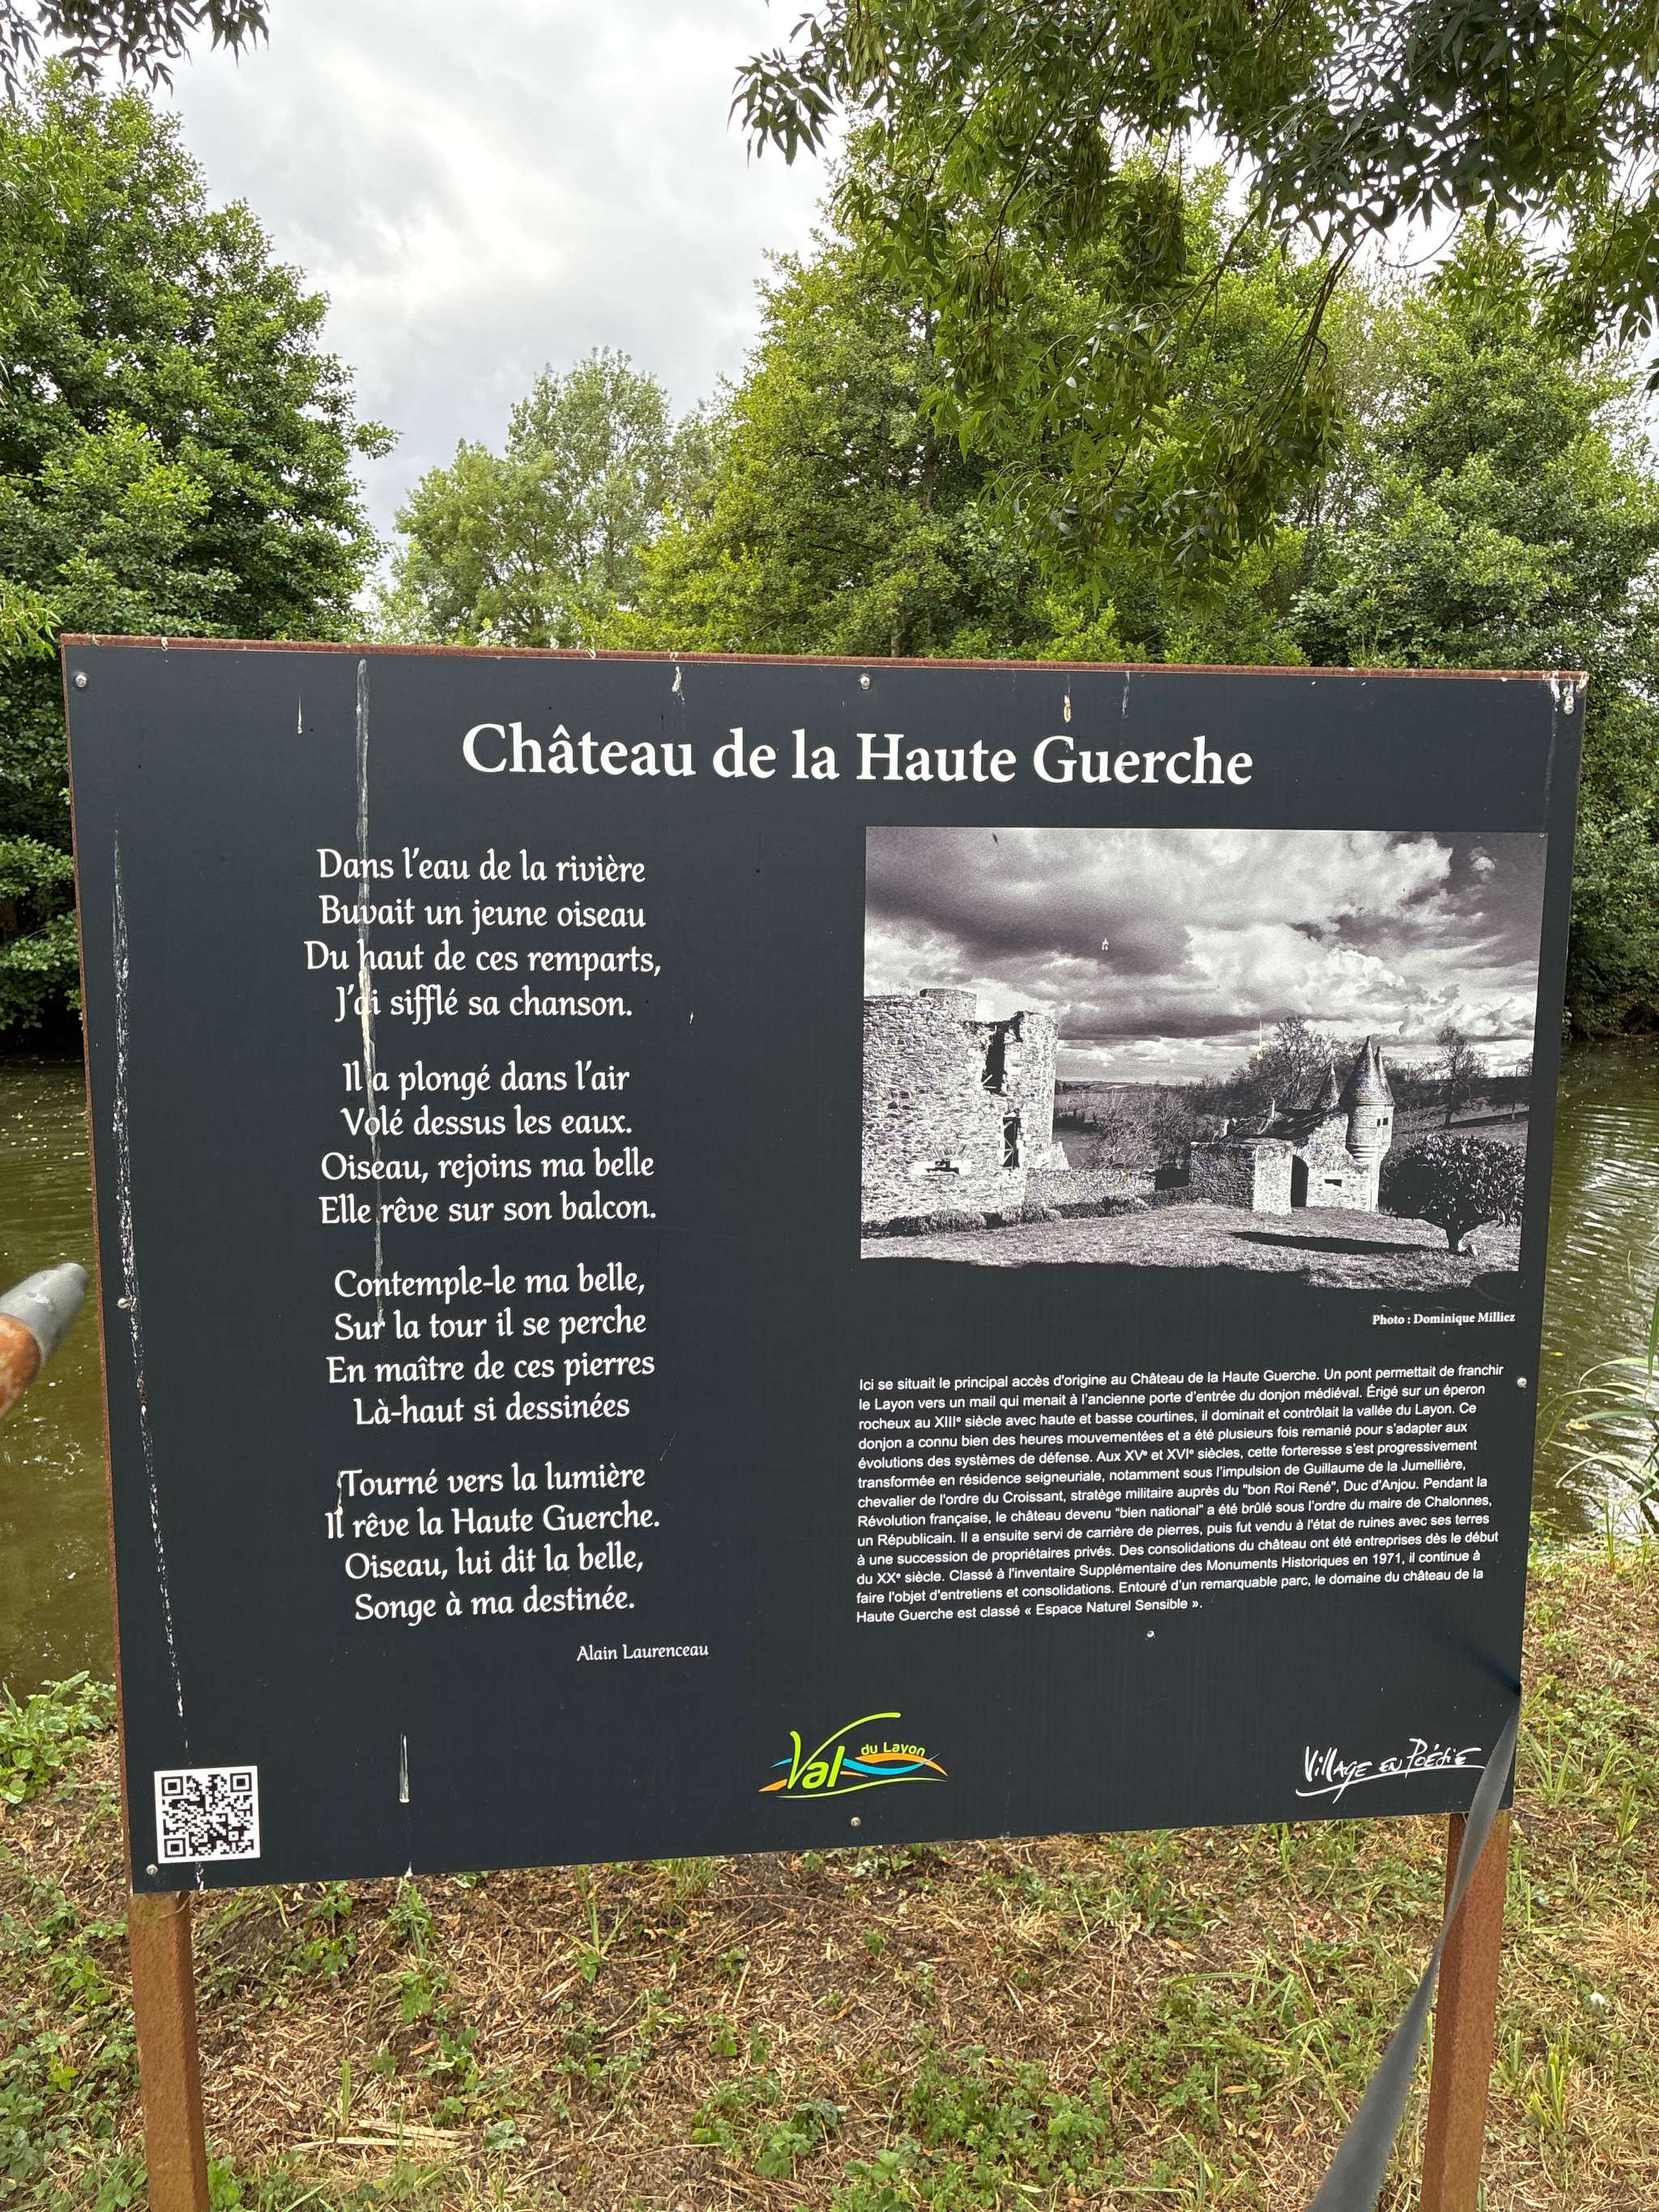 Château de la Haute Guerche
Dans l'eau de la rivière
Buvait un jeune oiseau
Du haut de ces remparts,
J'ai sifflé sa chanson.
Il a plongé dans l'air
Volé dessus les eaux.
Oiseau, rejoins ma belle
Elle rêve sur son balcon.
Contemple-le ma belle,
Sur la tour il se perche
En maître de ces pierres
Là-haut si dessinées
Tourné vers la lumière
Il rêve la Haute Guerche.
Oiseau, lui dit la belle,
Songe à ma destinée.
Alain Laurenceau
Photo : Dominique Milliez
Ici se situait le principal accès d'origine au Château de la Haute Guerche. Un pont permettait de franchir
le Layon vers un mail qui menait à l'ancienne porte d'entrée du donjon médiéval. Érigé sur un éperon
rocheux au XIIIe siècle avec haute et basse courtines, il dominait et contrôlait la vallée du Layon. Ce
donjon a connu bien des heures mouvementées et a été plusieurs fois remanié pour s'adapter aux
évolutions des systèmes de défense. Aux XVe et XVIe siècles, cette forteresse s'est progressivement
transformée en résidence seigneuriale, notamment sous l'impulsion de Guillaume de la Jumellière,
chevalier de l'ordre du Croissant, stratège militaire auprès du "bon Roi René", Duc d'Anjou. Pendant la
Révolution française, le château devenu "bien national" a été brûlé sous l'ordre du maire de Chalonnes,
un Républicain. Il a ensuite servi de carrière de pierres, puis fut vendu à l'état de ruines avec ses terres
à une succession de propriétaires privés. Des consolidations du château ont été entreprises dès le début
du XXe siècle. Classé à l'inventaire Supplémentaire des Monuments Historiques en 1971, il continue à
faire l'objet d'entretiens et consolidations. Entouré d'un remarquable parc, le domaine du château de la
Haute Guerche est classé « Espace Naturel Sensible ».
Val du Layon
Village en Poésie